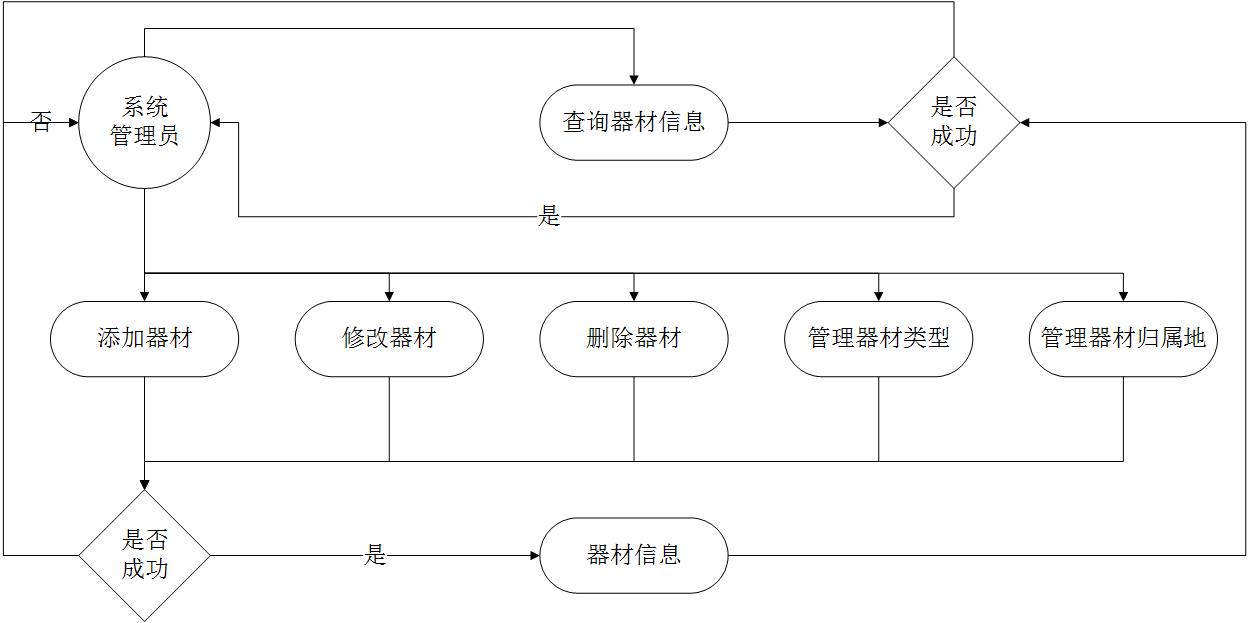 系统
管理员
否
查询器材信息
是否
成功
是
添加器材
修改器材
删除器材
管理器材类型
管理器材归属地
是否
成功
是
器材信息